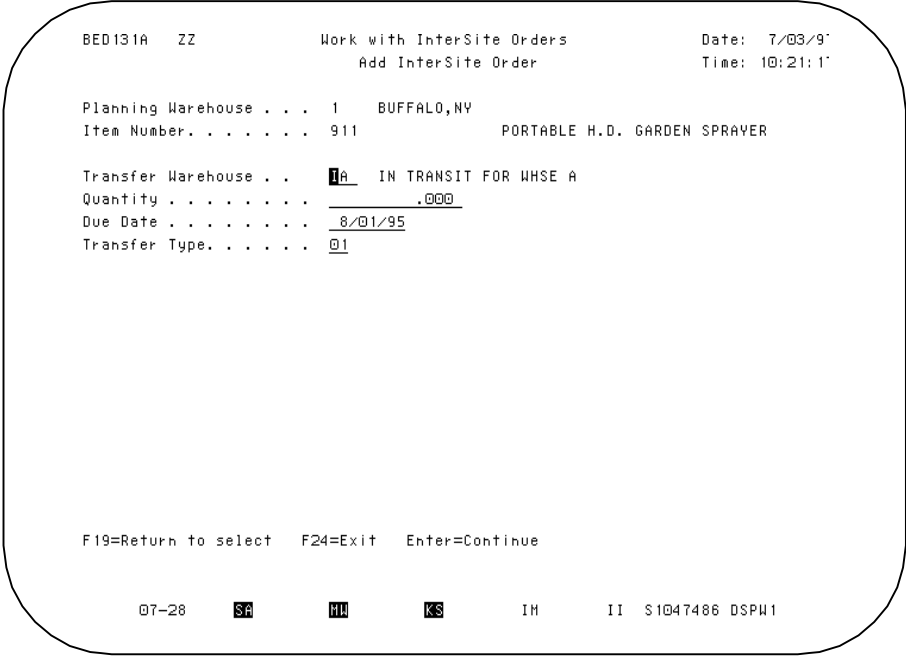 BED131A ZZ Work with InterSite Orders Date: 7/03/9
Add InterSite Order Time: 10:21:1
Planning Warehouse . . . 1 BUFFALO,NY
Item Number. . . . . . . 911 PORTABLE H.D. GARDEN SPRAYER
Transfer Warehouse . . IA IN TRANSIT FOR WHSE A
Quantity . . . . . . . . .000
Due Date . . . . . . . . 8/01/95
Transfer Type. . . . . . 01
F19=Return to select F24=Exit Enter=Continue
07-28 SA MW KS IM II S1047486 DSPW1